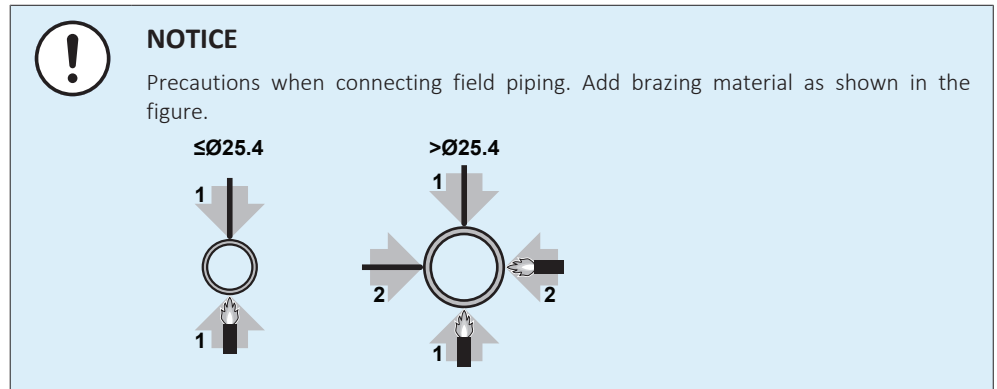 NOTICE
Precautions when connecting field piping. Add brazing material as shown in the
figure.
≤Ø25.4
>Ø25.4
1
1
1
2
2
1